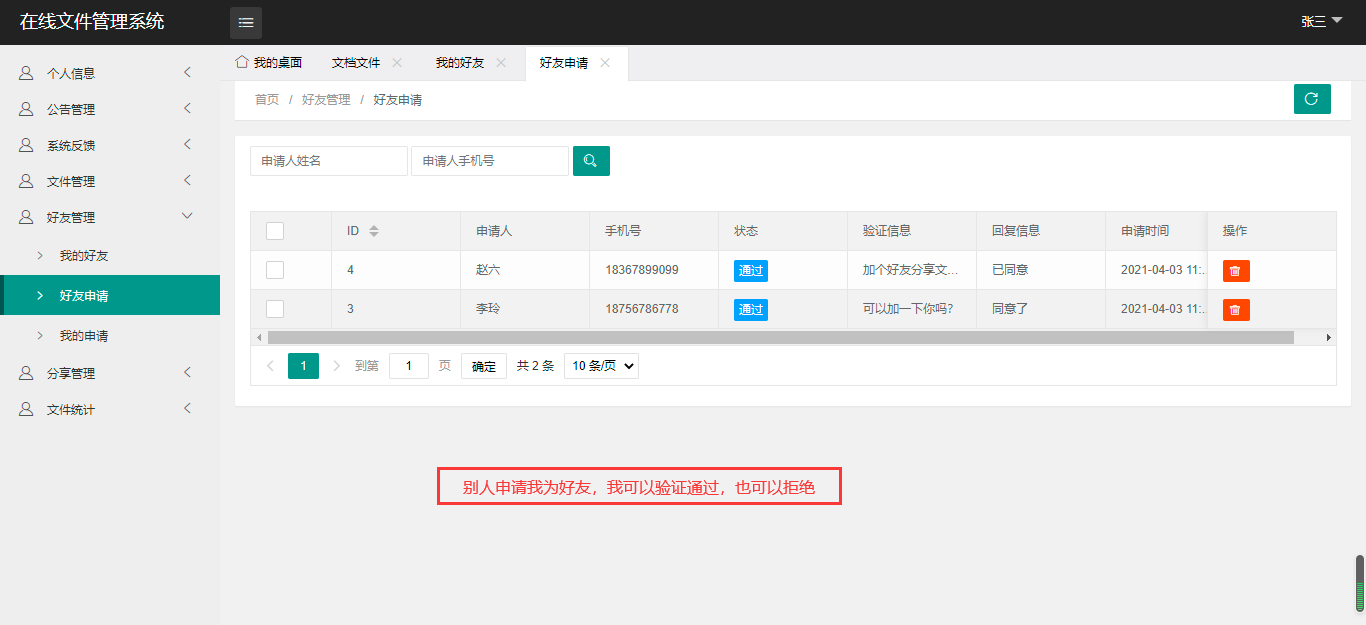 在线文件管理系统
张三
个人信息
公告管理
系统反馈
文件管理
好友管理
我的好友
好友申请
我的申请
分享管理
文件统计
我的桌面 文档文件 我的好友 好友申请
首页 / 好友管理 / 好友申请
申请人姓名 申请人手机号
ID 申请人 手机号 状态 验证信息 回复信息 申请时间 操作
4 赵六 18367899099 通过 加个好友分享文... 已同意 2021-04-03 11:..
3 李玲 18756786778 通过 可以加一下你吗? 同意了 2021-04-03 11:..
1 到第 1 页 确定 共 2 条 10 条/页
别人申请我为好友，我可以验证通过，也可以拒绝